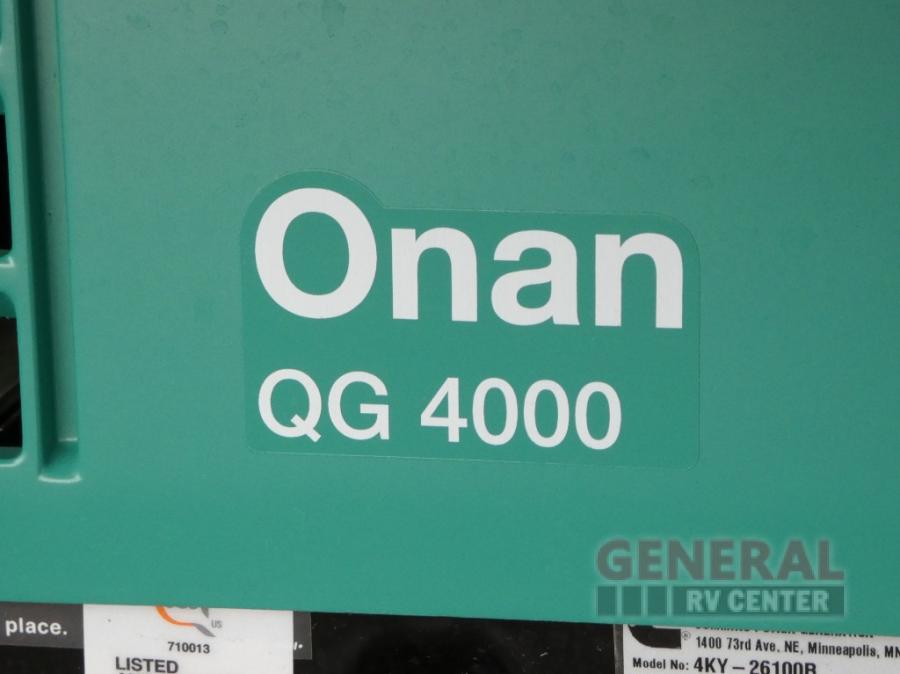 Onan
QG 4000
GENERAL
RV CENTER
place.
US
710013
LISTED
1400 73rd Ave. NE, Minneapolis, MN
Model No: 4KY-26100B